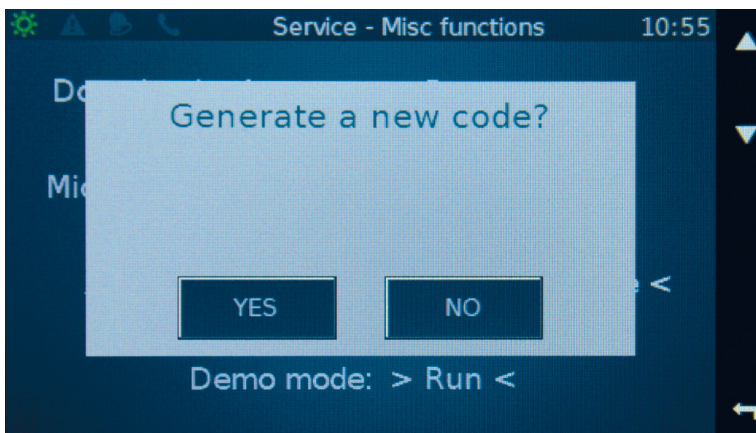 Service - Misc functions 10:55
Generate a new code?
YES NO
<
Demo mode: > Run <